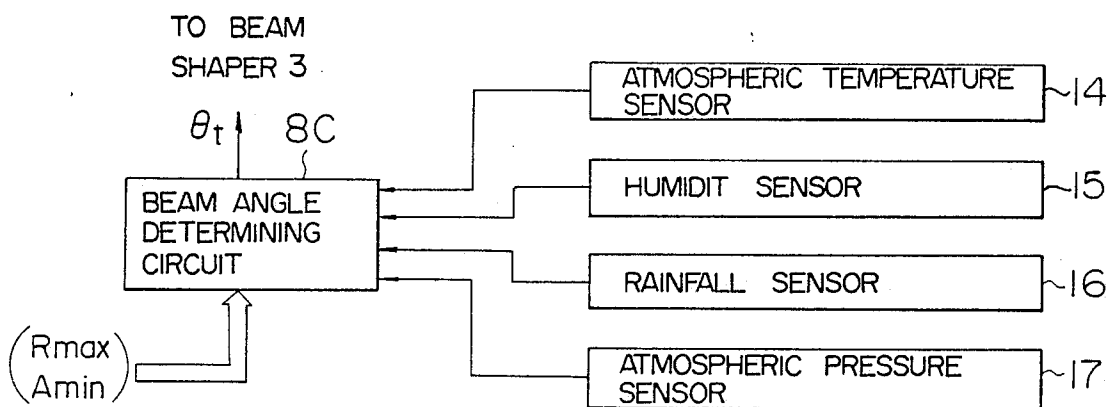 TO BEAM
SHAPER 3
θt
8C
BEAM ANGLE
DETERMINING
CIRCUIT
(Rmax
Amin)
ATMOSPHERIC TEMPERATURE
SENSOR
14
HUMIDIT SENSOR
15
RAINFALL SENSOR
16
ATMOSPHERIC PRESSURE
SENSOR
17